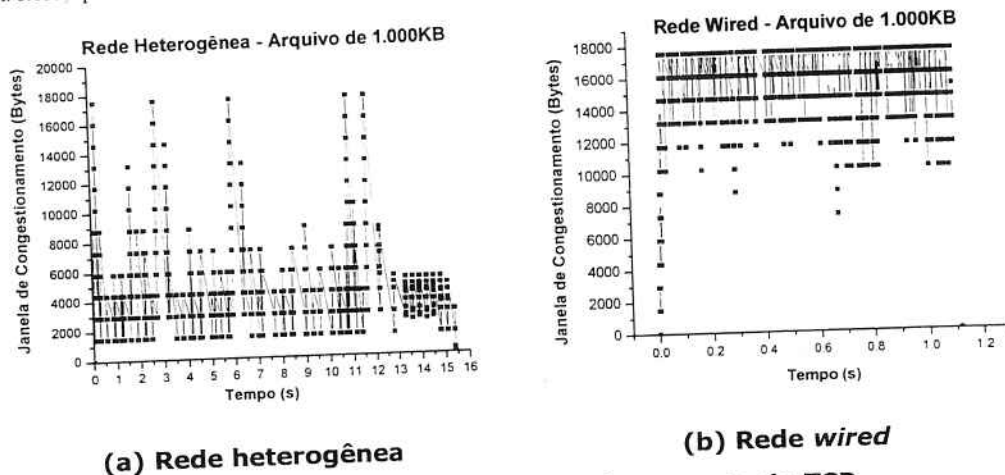 Rede Heterogênea - Arquivo de 1.000KB
Janela de Congestionamento (Bytes)
20000
18000
16000
14000
12000
10000
8000
6000
4000
2000
0
0 1 2 3 4 5 6 7 8 9 10 11 12 13 14 15 16
Tempo (s)
(a) Rede heterogênea
Rede Wired - Arquivo de 1.000KB
Janela de Congestionamento (Bytes)
18000
16000
14000
12000
10000
8000
6000
4000
2000
0
0.0 0.2 0.4 0.6 0.8 1.0 1.2
Tempo (s)
(b) Rede wired
TCP